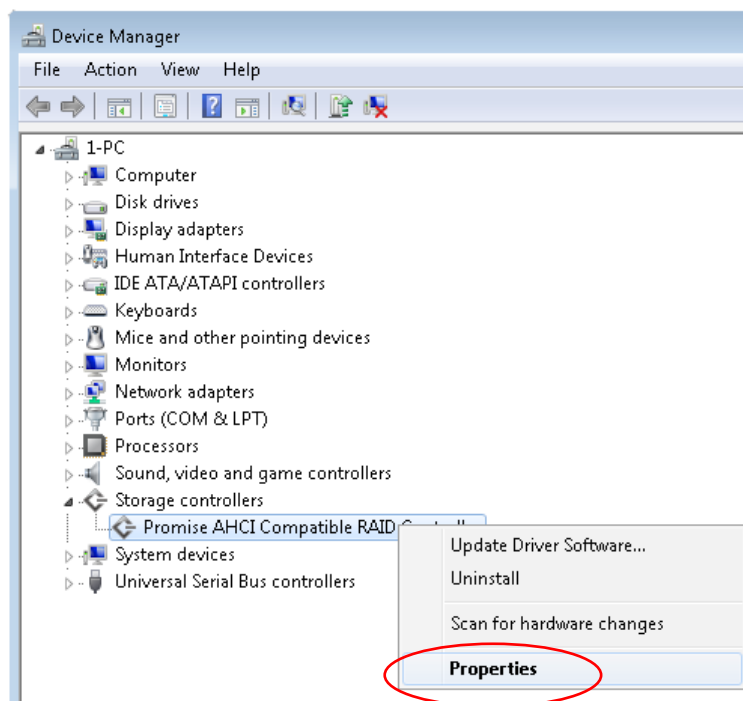 Device Manager
File Action View Help
1-PC
Computer
Disk drives
Display adapters
Human Interface Devices
IDE ATA/ATAPI controllers
Keyboards
Mice and other pointing devices
Monitors
Network adapters
Ports (COM & LPT)
Processors
Sound, video and game controllers
Storage controllers
Promise AHCI Compatible RAID
System devices
Universal Serial Bus controllers
Update Driver Software...
Uninstall
Scan for hardware changes
Properties